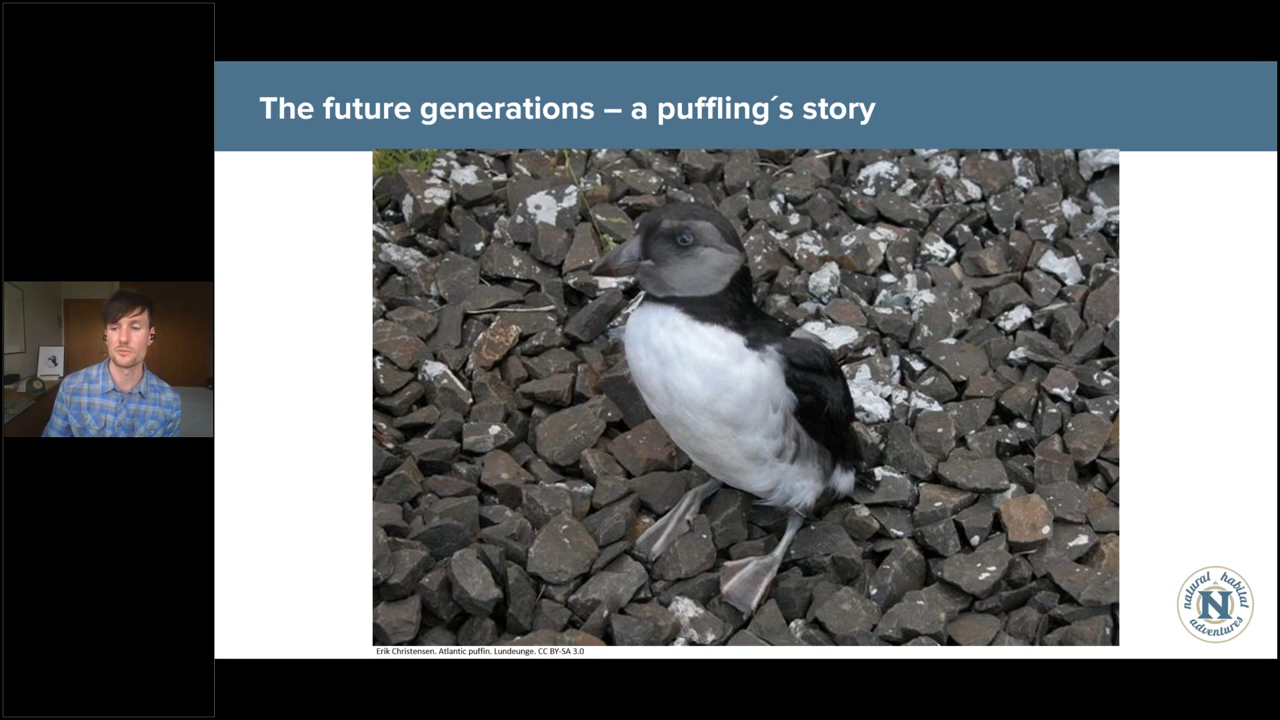 The future generations – a puffling´s story
natural habitat
N
adventures
Erik Christensen. Atlantic puffin. Lundeunge. CC BY-SA 3.0